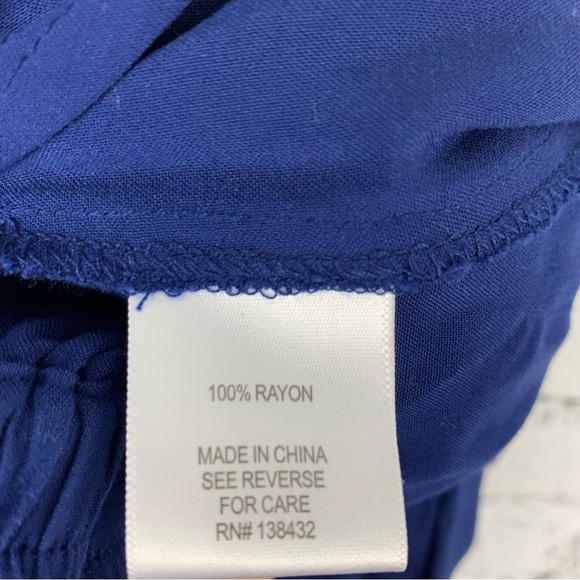 100% RAYON
MADE IN CHINA
SEE REVERSE
FOR CARE
RN# 138432